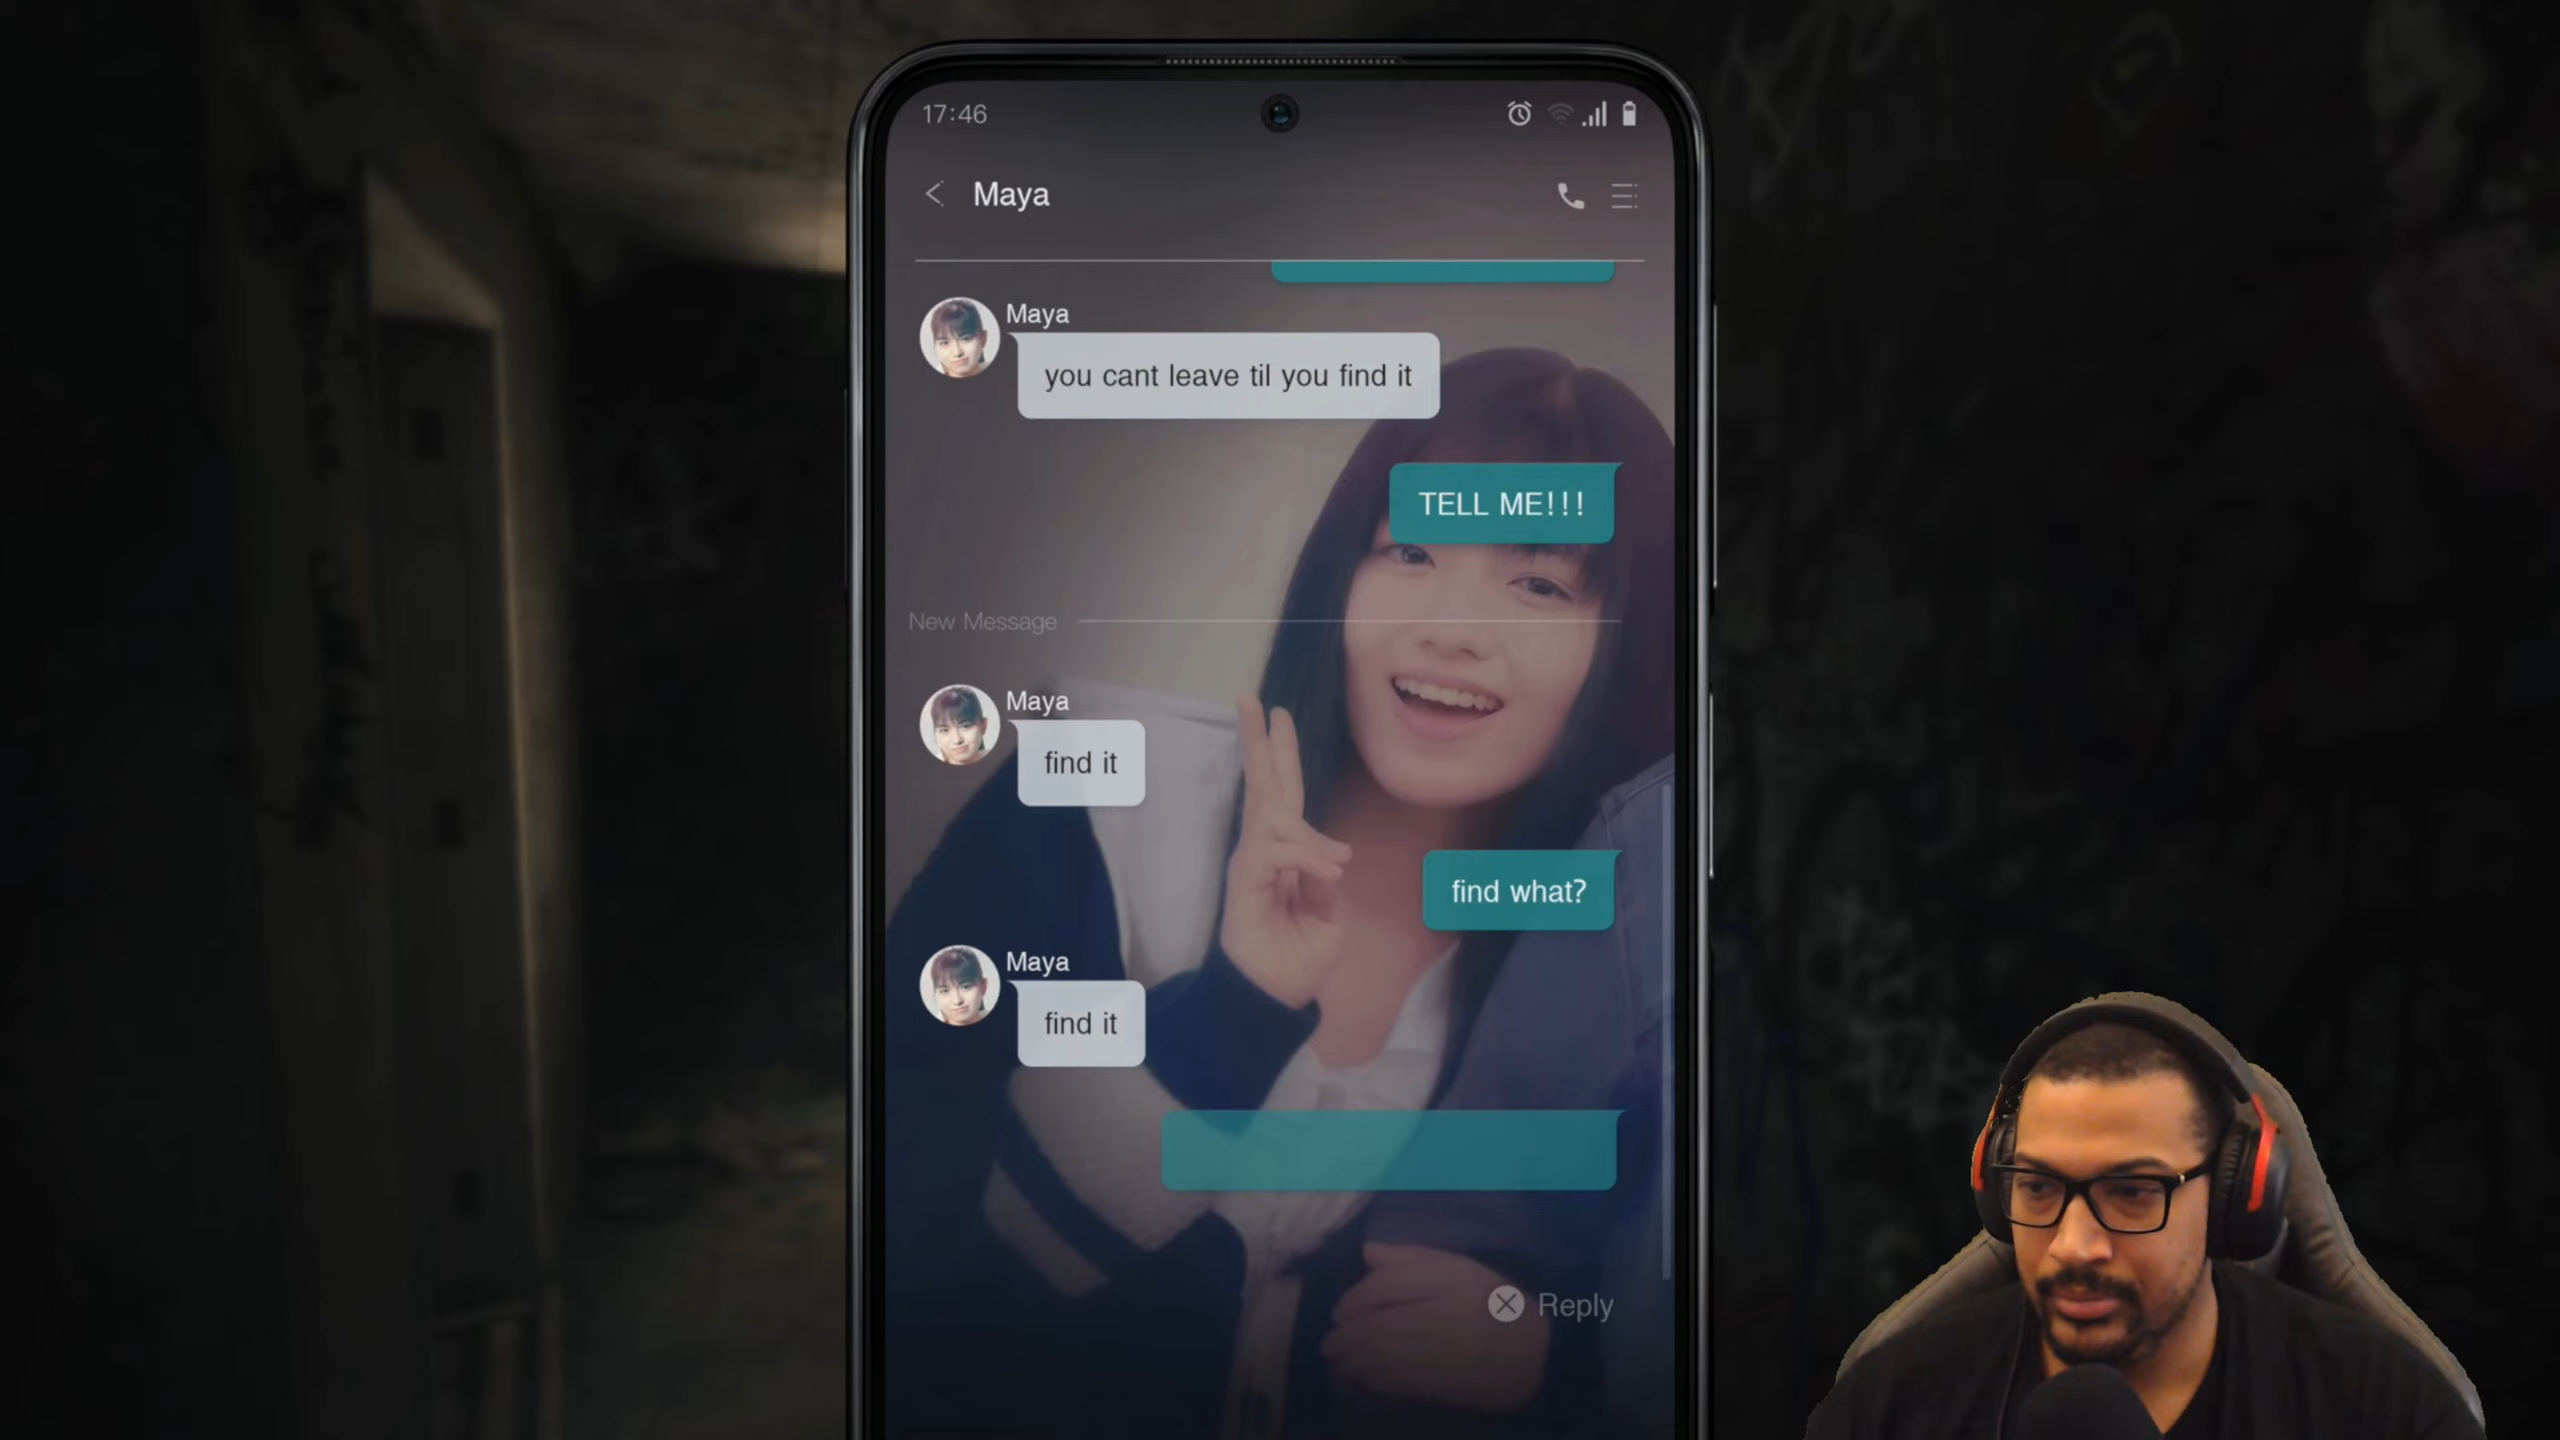 17:46
Maya
Maya
you cant leave til you find it
TELL ME!!!
New Message
Maya
find it
find what?
Maya
find it
Reply